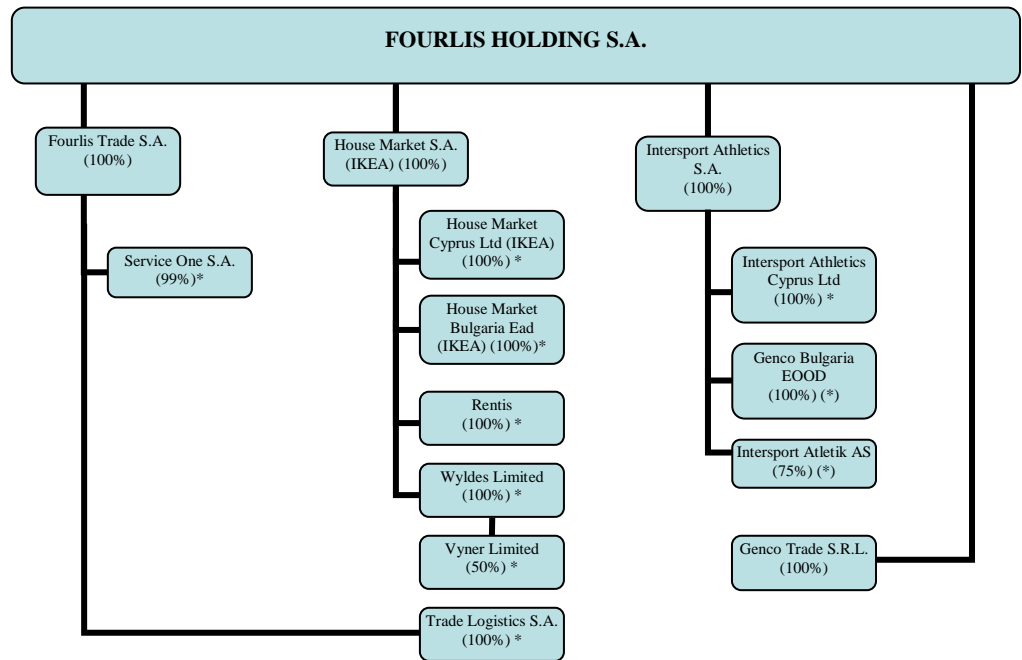 FOURLIS HOLDING S.A.
Fourlis Trade S.A.
(100%)
Service One S.A.
(99%)*
House Market S.A.
(IKEA) (100%)
House Market
Cyprus Ltd (IKEA)
(100%) *
House Market
Bulgaria Ead
(IKEA) (100%)*
Rentis
(100%) *
Wyldes Limited
(100%) *
Vyner Limited
(50%) *
Trade Logistics S.A.
(100%) *
Intersport Athletics
S.A.
(100%)
Intersport Athletics
Cyprus Ltd
(100%) *
Genco Bulgaria
EOOD
(100%) (*)
Intersport Atletik AS
(75%) (*)
Genco Trade S.R.L.
(100%)